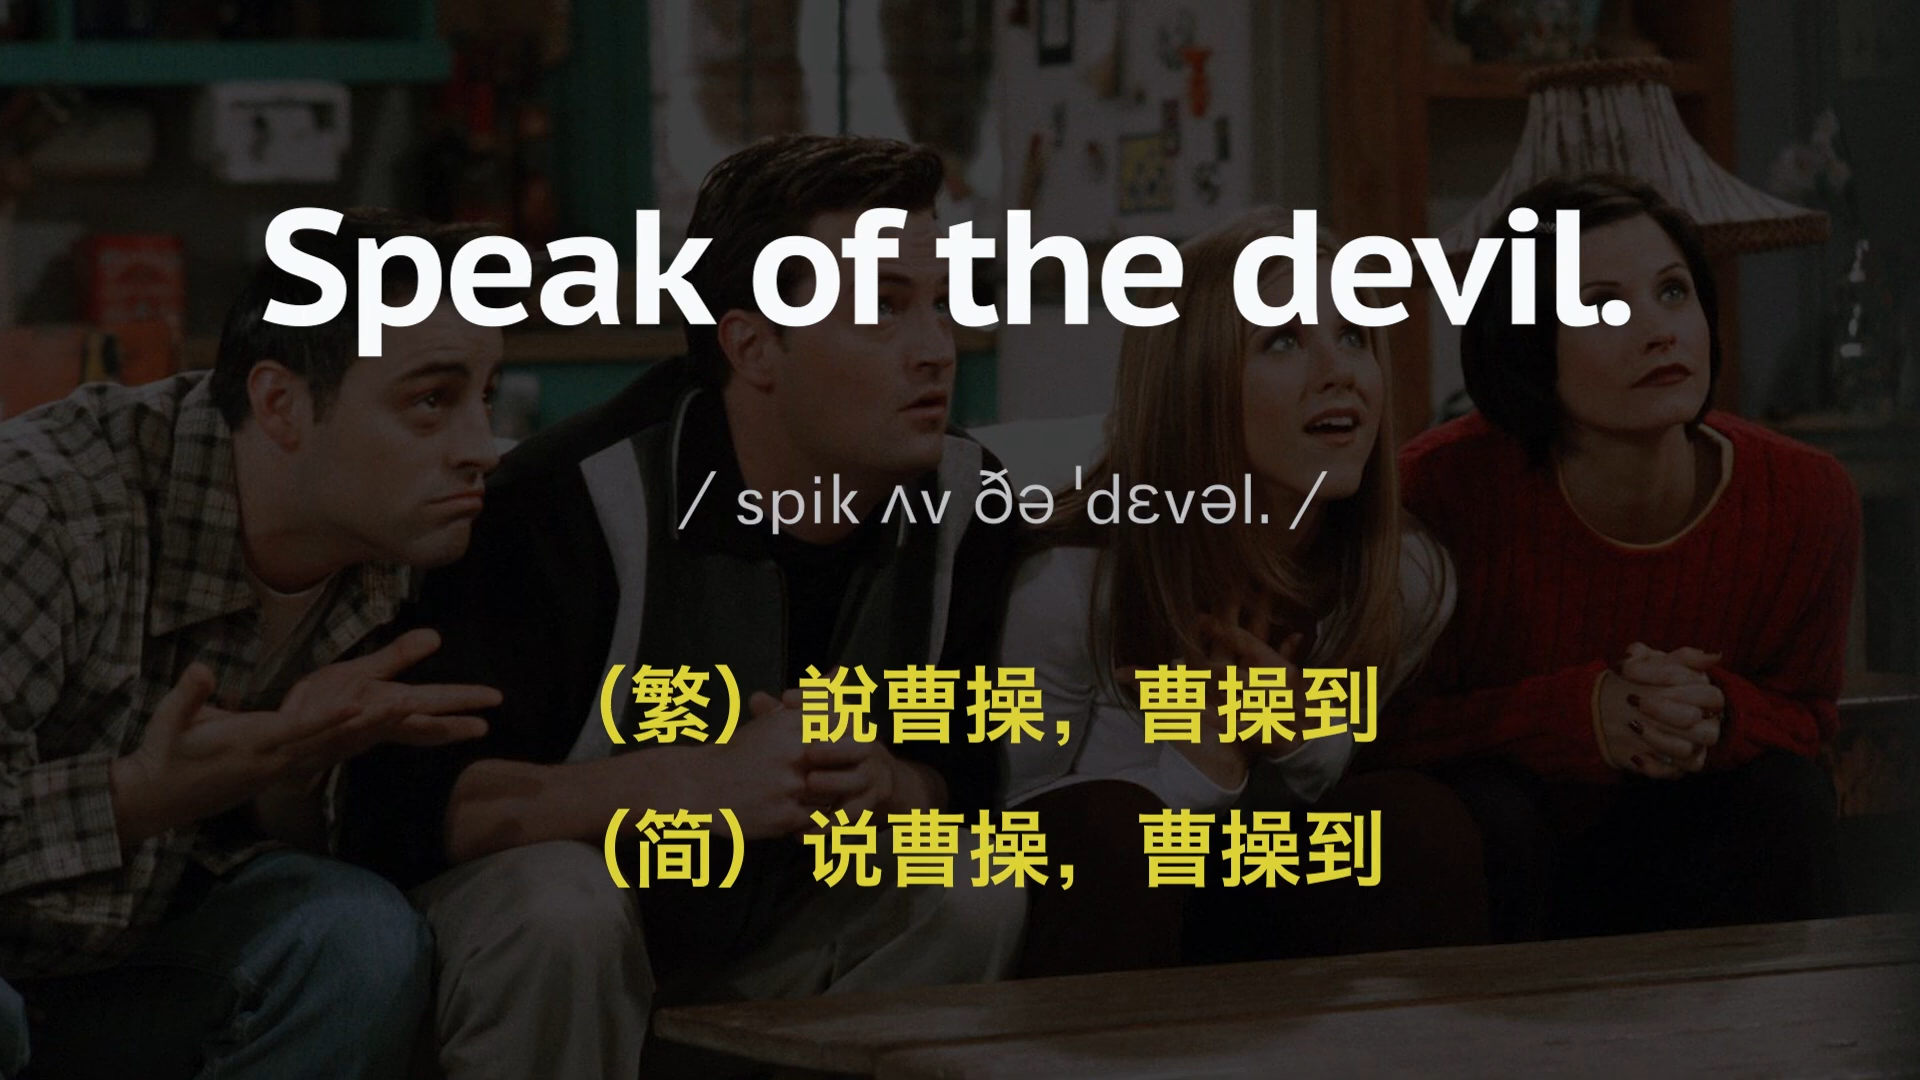 Speak of the devil.
/ spik ʌv ðə ˈdɛvəl. /
（繁）說曹操，曹操到
（简）说曹操，曹操到